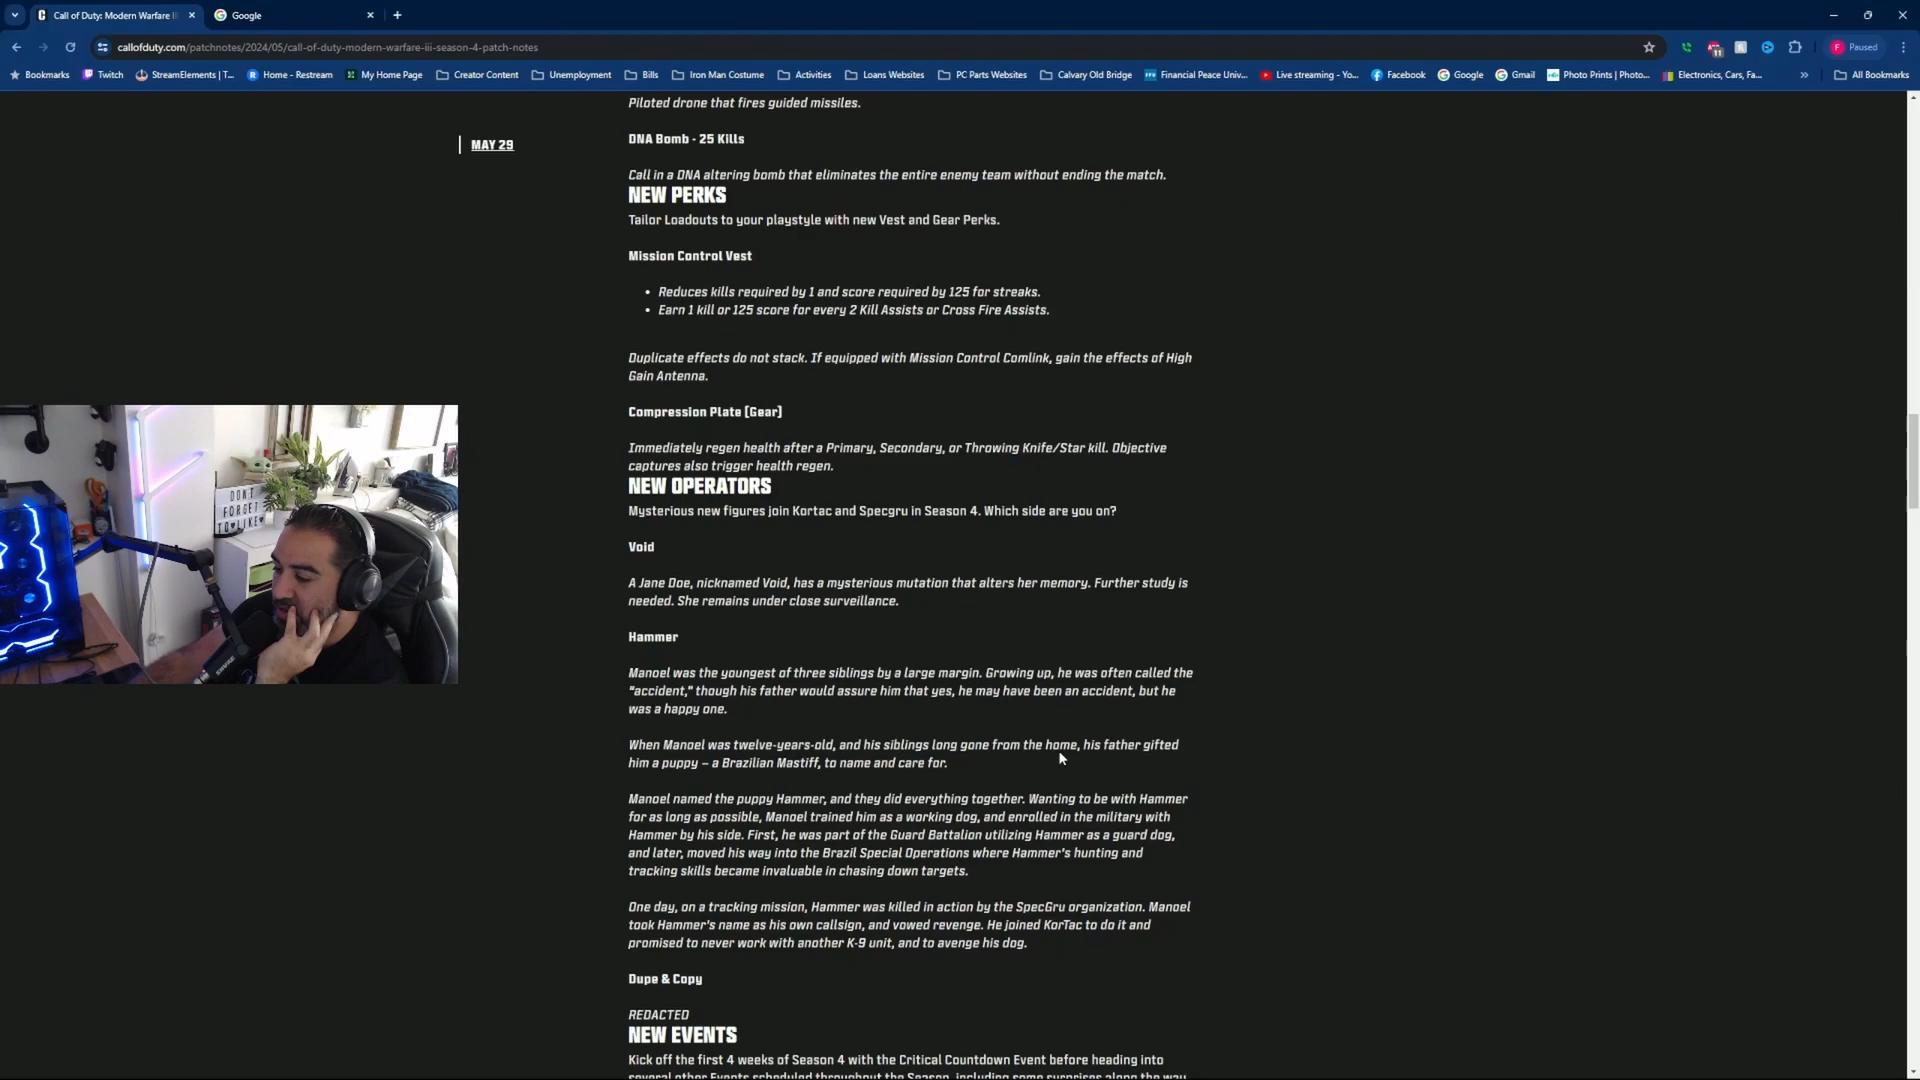 Call of Duty: Modern Warfare II
Google
callofduty.com/patchnotes/2024/05/call-of-duty-modern-warfare-iii-season-4-patch-notes
11
F
Paused
Bookmarks
Twitch
StreamElements | T...
Home - Restream
My Home Page
Creator Content
Unemployment
Bills
Iron Man Costume
Activities
Loans Websites
PC Parts Websites
Calvary Old Bridge
Financial Peace Univ...
Live streaming - Yo...
Facebook
Google
Gmail
Photo Prints | Photo...
Electronics, Cars, Fa...
All Bookmarks
Piloted drone that fires guided missiles.
DNA Bomb - 25 Kills
MAY 29
Call in a DNA altering bomb that eliminates the entire enemy team without ending the match.
NEW PERKS
Tailor Loadouts to your playstyle with new Vest and Gear Perks.
Mission Control Vest
• Reduces kills required by 1 and score required by 125 for streaks.
• Earn 1 kill or 125 score for every 2 Kill Assists or Cross Fire Assists.
Duplicate effects do not stack. If equipped with Mission Control Comlink, gain the effects of High
Gain Antenna.
Compression Plate (Gear)
Immediately regen health after a Primary, Secondary, or Throwing Knife/Star kill. Objective
captures also trigger health regen.
NEW OPERATORS
Mysterious new figures join Kortac and Specgru in Season 4. Which side are you on?
Void
A Jane Doe, nicknamed Void, has a mysterious mutation that alters her memory. Further study is
needed. She remains under close surveillance.
Hammer
Manoel was the youngest of three siblings by a large margin. Growing up, he was often called the
"accident," though his father would assure him that yes, he may have been an accident, but he
was a happy one.
When Manoel was twelve-years-old, and his siblings long gone from the home, his father gifted
him a puppy – a Brazilian Mastiff, to name and care for.
Manoel named the puppy Hammer, and they did everything together. Wanting to be with Hammer
for as long as possible, Manoel trained him as a working dog, and enrolled in the military with
Hammer by his side. First, he was part of the Guard Battalion utilizing Hammer as a guard dog,
and later, moved his way into the Brazil Special Operations where Hammer's hunting and
tracking skills became invaluable in chasing down targets.
One day, on a tracking mission, Hammer was killed in action by the SpecGru organization. Manoel
took Hammer's name as his own callsign, and vowed revenge. He joined KorTac to do it and
promised to never work with another K-9 unit, and to avenge his dog.
Dupe & Copy
REDACTED
NEW EVENTS
Kick off the first 4 weeks of Season 4 with the Critical Countdown Event before heading into
several other Events scheduled throughout the Season, including some surprises along the way.
DON'T
FORGET
TO ♥ LIKE ♥
SHURE